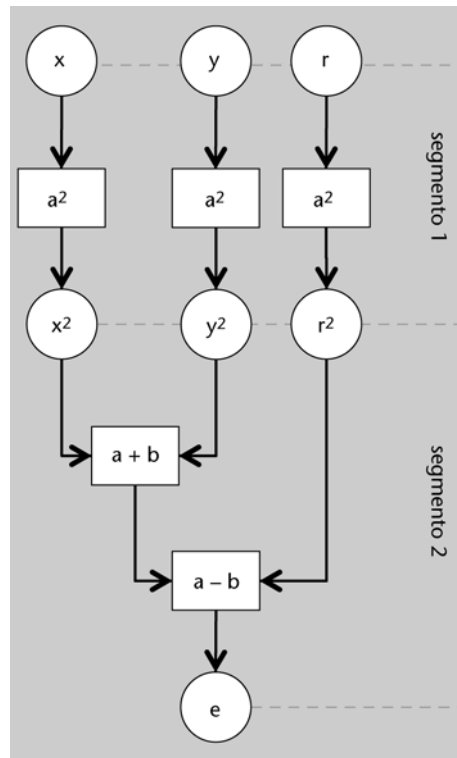 x
y
r
a²
a²
a²
segmento 1
x²
y²
r²
a + b
segmento 2
a – b
e